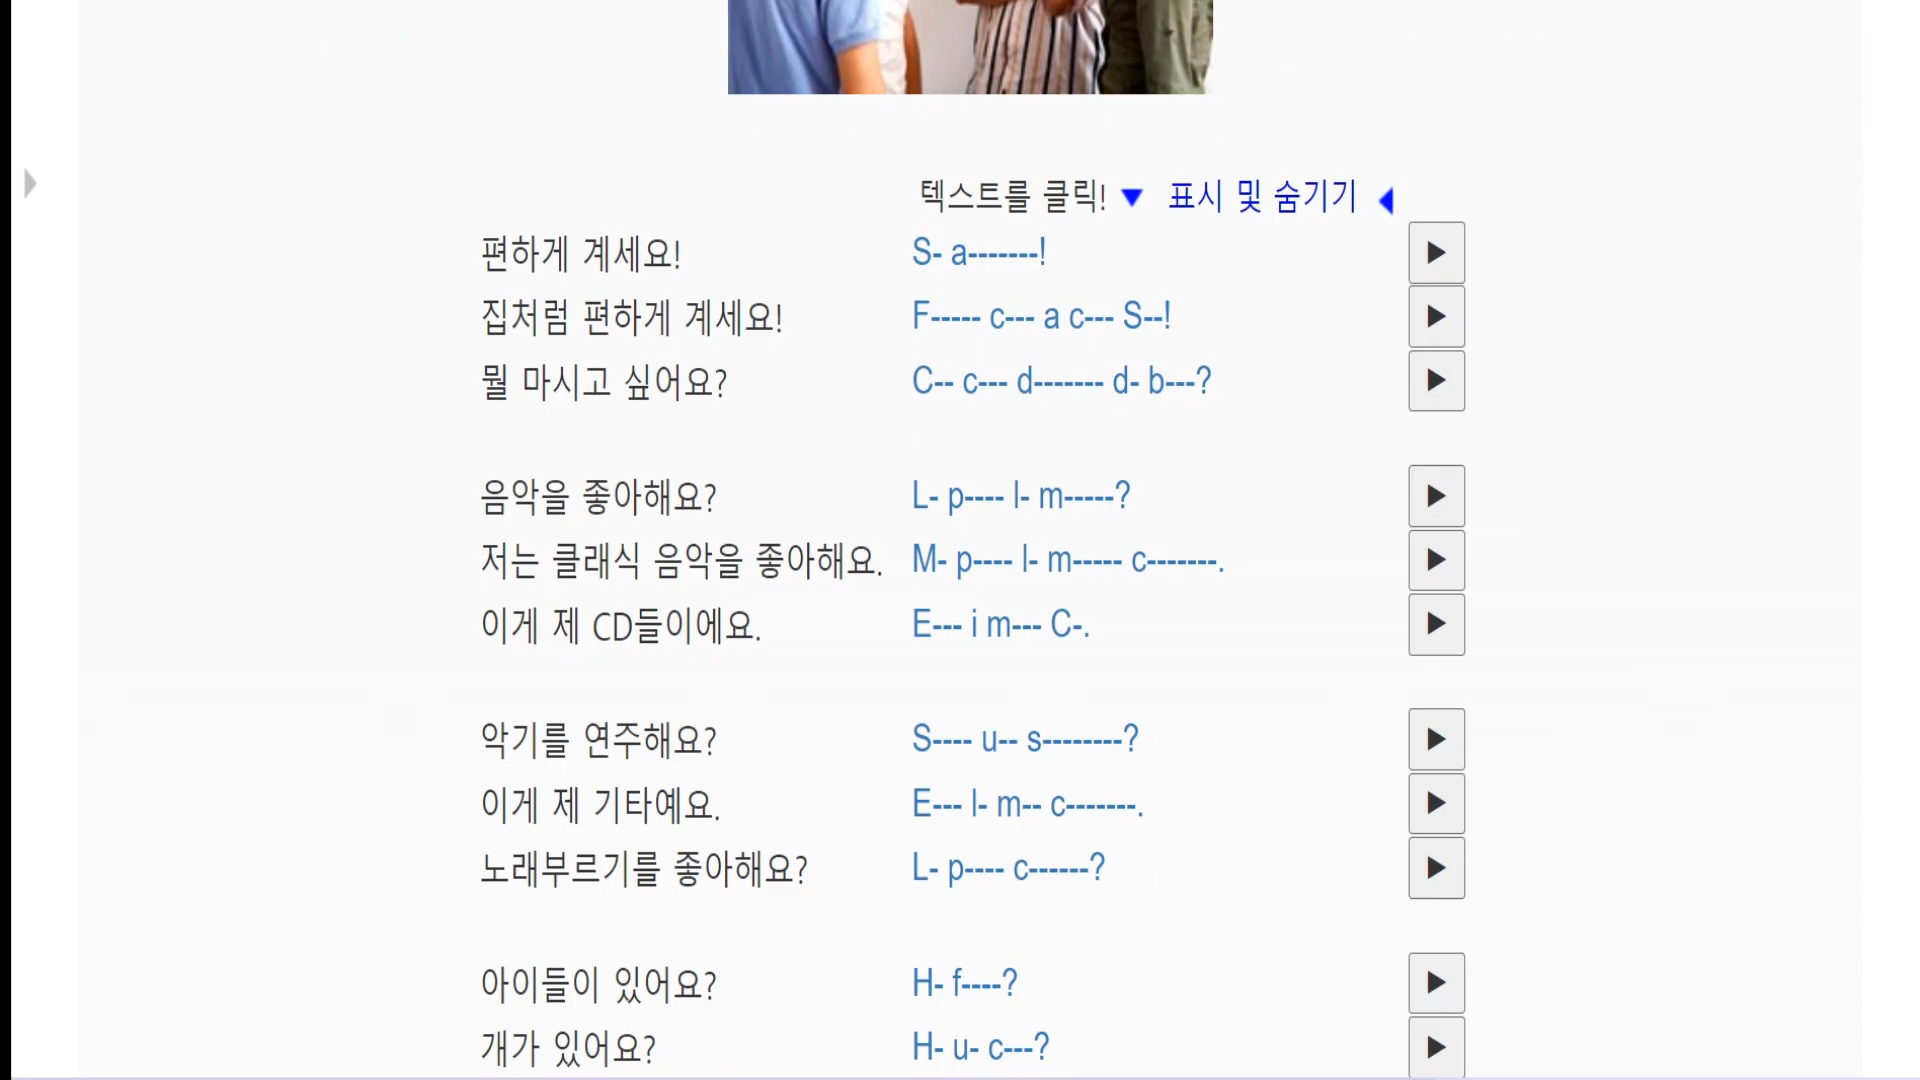 텍스트를 클릭! ▼ 표시 및 숨기기 ◀
편하게 계세요! S- a-------!
집처럼 편하게 계세요! F----- c--- a c--- S--!
뭘 마시고 싶어요? C-- c--- d------- d- b---?
음악을 좋아해요? L- p---- l- m-----?
저는 클래식 음악을 좋아해요. M- p---- l- m----- c-------.
이게 제 CD들이에요. E--- i m--- C-.
악기를 연주해요? S---- u-- s--------?
이게 제 기타예요. E--- l- m-- c-------.
노래부르기를 좋아해요? L- p---- c------?
아이들이 있어요? H- f----?
개가 있어요? H- u- c---?